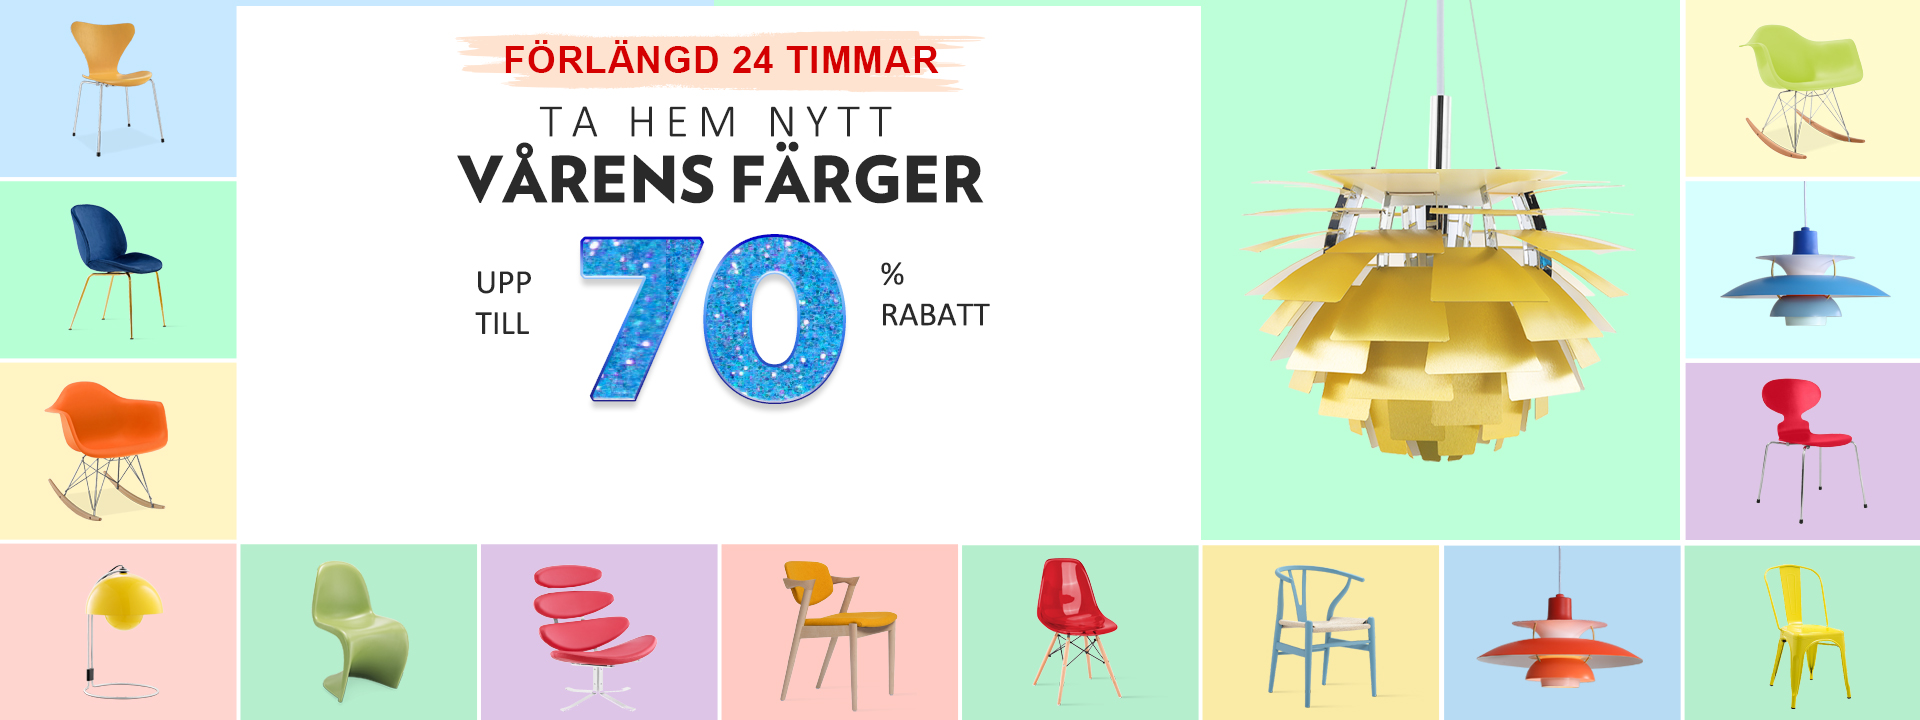 FÖRLÄNGD 24 TIMMAR
TA HEM NYTT
VÅRENS FÄRGER
UPP
TILL
70
%
RABATT